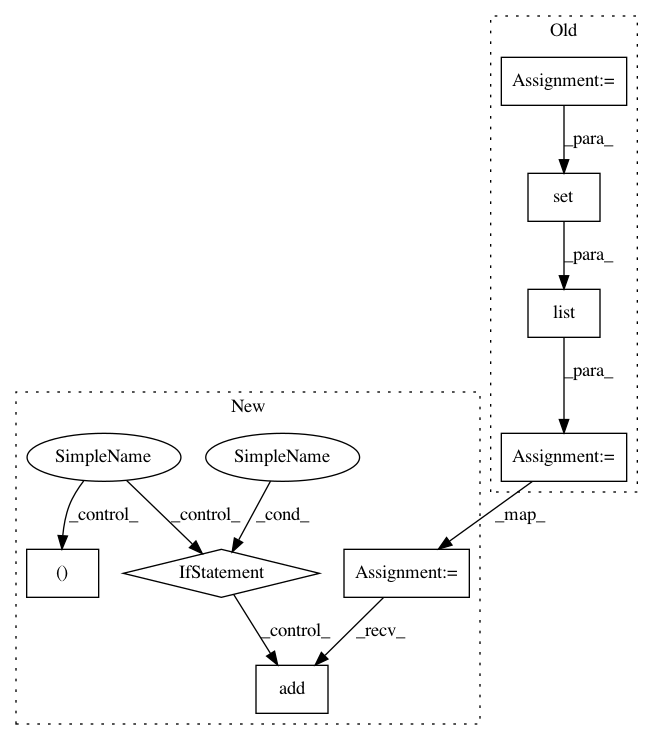 Old
Assignment:=
_para_
set
_para_
list
_para_
New
SimpleName
SimpleName
Assignment:=
_control_
_control_
_cond_
_map_
()
IfStatement
Assignment:=
_control_
_recv_
add